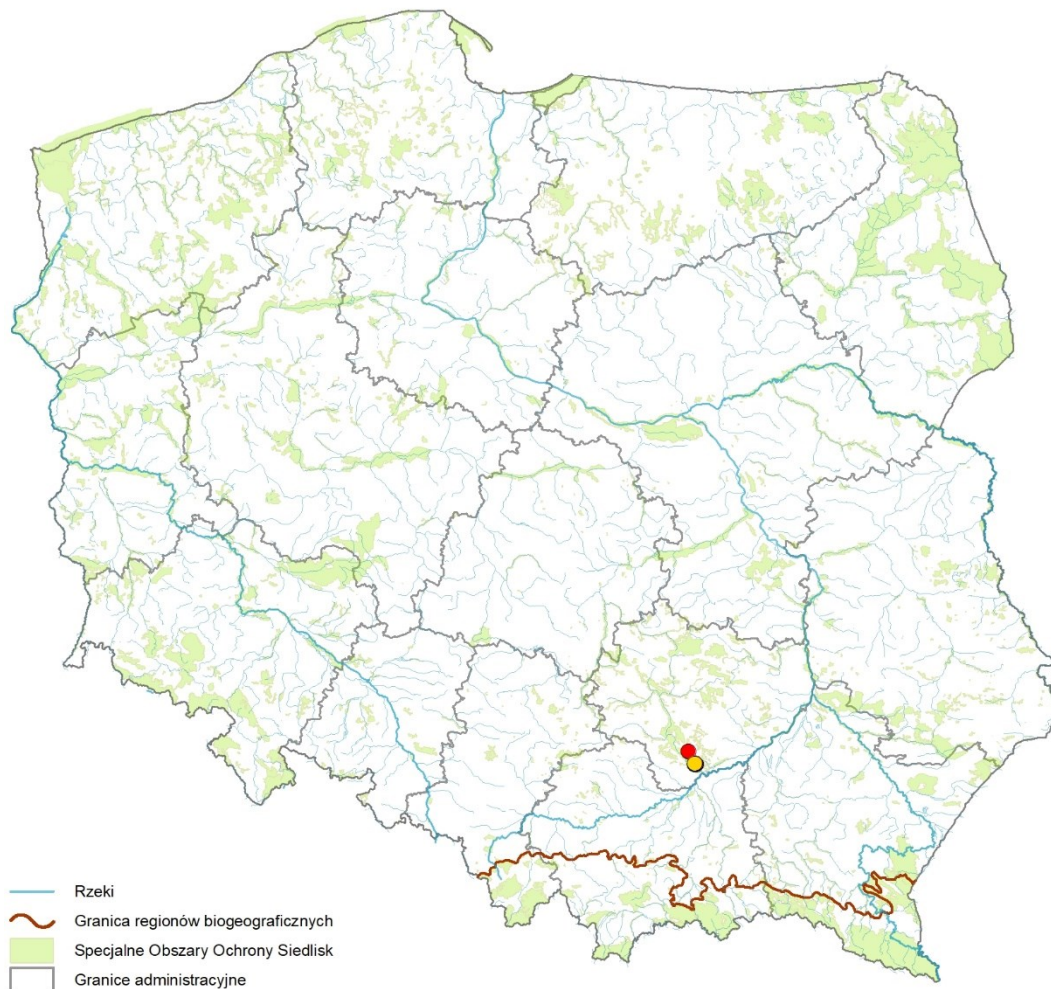 Rzeki
Granica regionów biogeograficznych
Specjalne Obszary Ochrony Siedlisk
Granice administracyjne